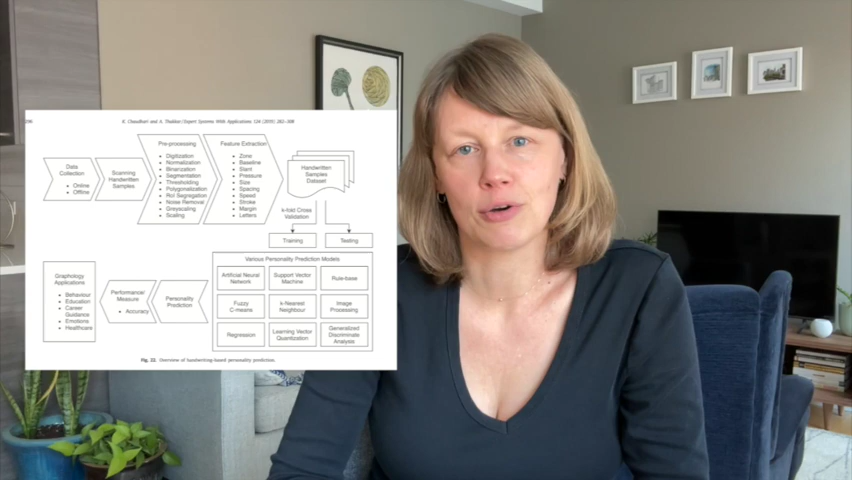 K. Chaudhari and A. Thakkar/Expert Systems With Applications 124 (2019) 282–308
Data
Collection
• Online
• Offline
Scanning
Handwritten
Samples
Pre-processing
• Digitization
• Normalization
• Binarization
• Segmentation
• Thresholding
• Polygonalization
• RoI Segregation
• Noise Removal
• Greyscaling
• Scaling
Feature Extraction
• Zone
• Baseline
• Slant
• Pressure
• Size
• Spacing
• Speed
• Stroke
• Margin
• Letters
Handwritten
Samples
Dataset
k-fold Cross
Validation
Training
Testing
Various Personality Prediction Models
Artificial Neural
Network
Support Vector
Machine
Rule-base
Fuzzy
C-means
k-Nearest
Neighbour
Image
Processing
Regression
Learning Vector
Quantization
Generalized
Discriminate
Analysis
Personality
Prediction
Performance/
Measure
• Accuracy
Graphology
Applications
• Behaviour
• Education
• Career
Guidance
• Emotions
• Healthcare
Fig. 22. Overview of handwriting-based personality prediction.